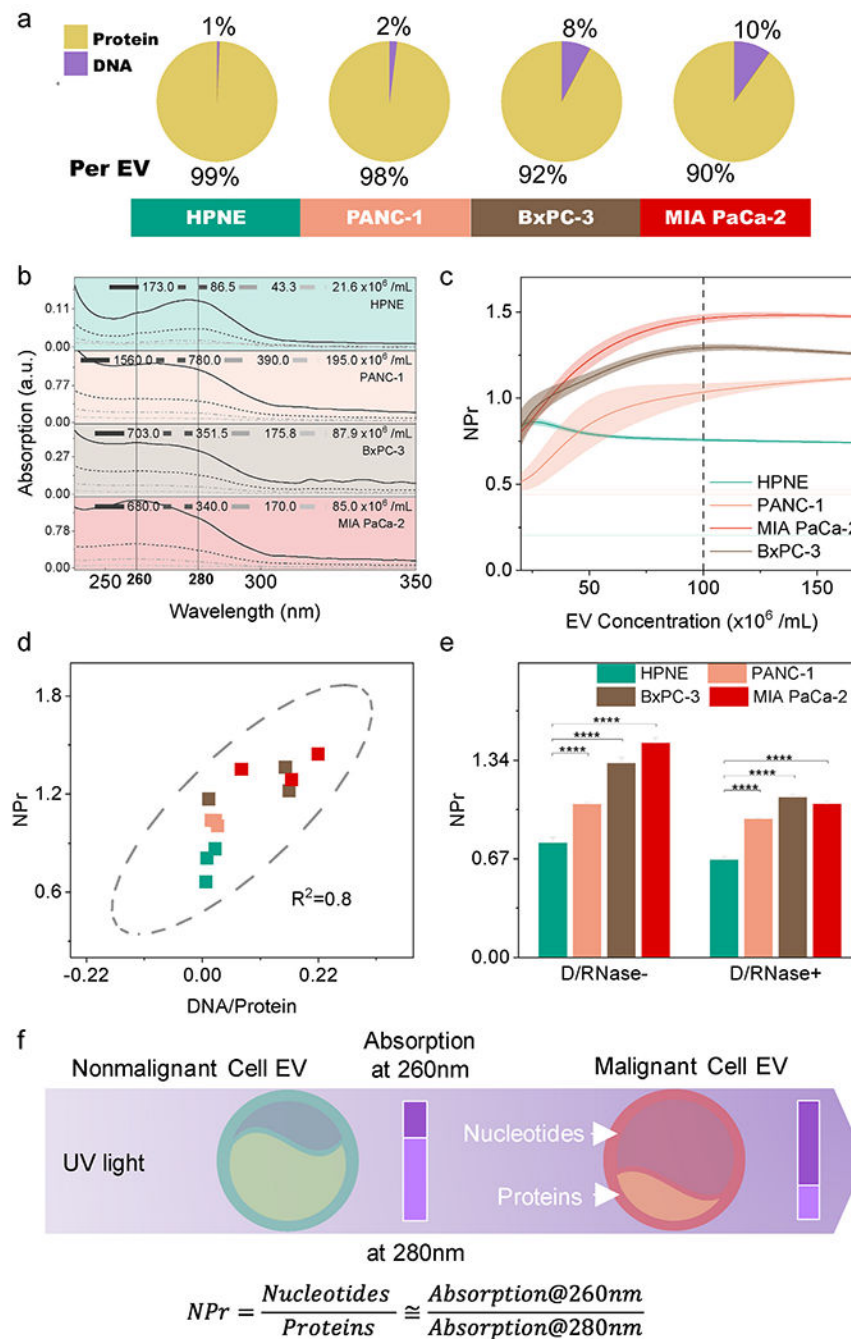 a
Protein
DNA
1%
2%
8%
10%
Per EV
99%
98%
92%
90%
HPNE
PANC-1
BxPC-3
MIA PaCa-2
b
173.0 86.5 43.3 21.6 x10⁶ /mL
HPNE
0.11
0.00
1560.0 780.0 390.0 195.0 x10⁶ /mL
PANC-1
0.77
0.00
703.0 351.5 175.8 87.9 x10⁶ /mL
BxPC-3
0.27
0.00
680.0 340.0 170.0 85.0 x10⁶ /mL
MIA PaCa-2
0.78
0.00
Absorption (a.u.)
250 260 280 300 350
Wavelength (nm)
c
NPr
1.5
1.0
0.5
0.0
HPNE
PANC-1
MIA PaCa-2
BxPC-3
50 100 150
EV Concentration (x10⁶ /mL)
d
NPr
1.8
1.2
0.6
R²=0.8
-0.22 0.00 0.22
DNA/Protein
e
HPNE
PANC-1
BxPC-3
MIA PaCa-2
NPr
1.34
0.67
0.00
****
****
****
****
****
****
D/RNase-
D/RNase+
f
Nonmalignant Cell EV
Absorption
at 260nm
Malignant Cell EV
UV light
Nucleotides
Proteins
at 280nm
NPr = Nucleotides / Proteins ≅ Absorption@260nm / Absorption@280nm